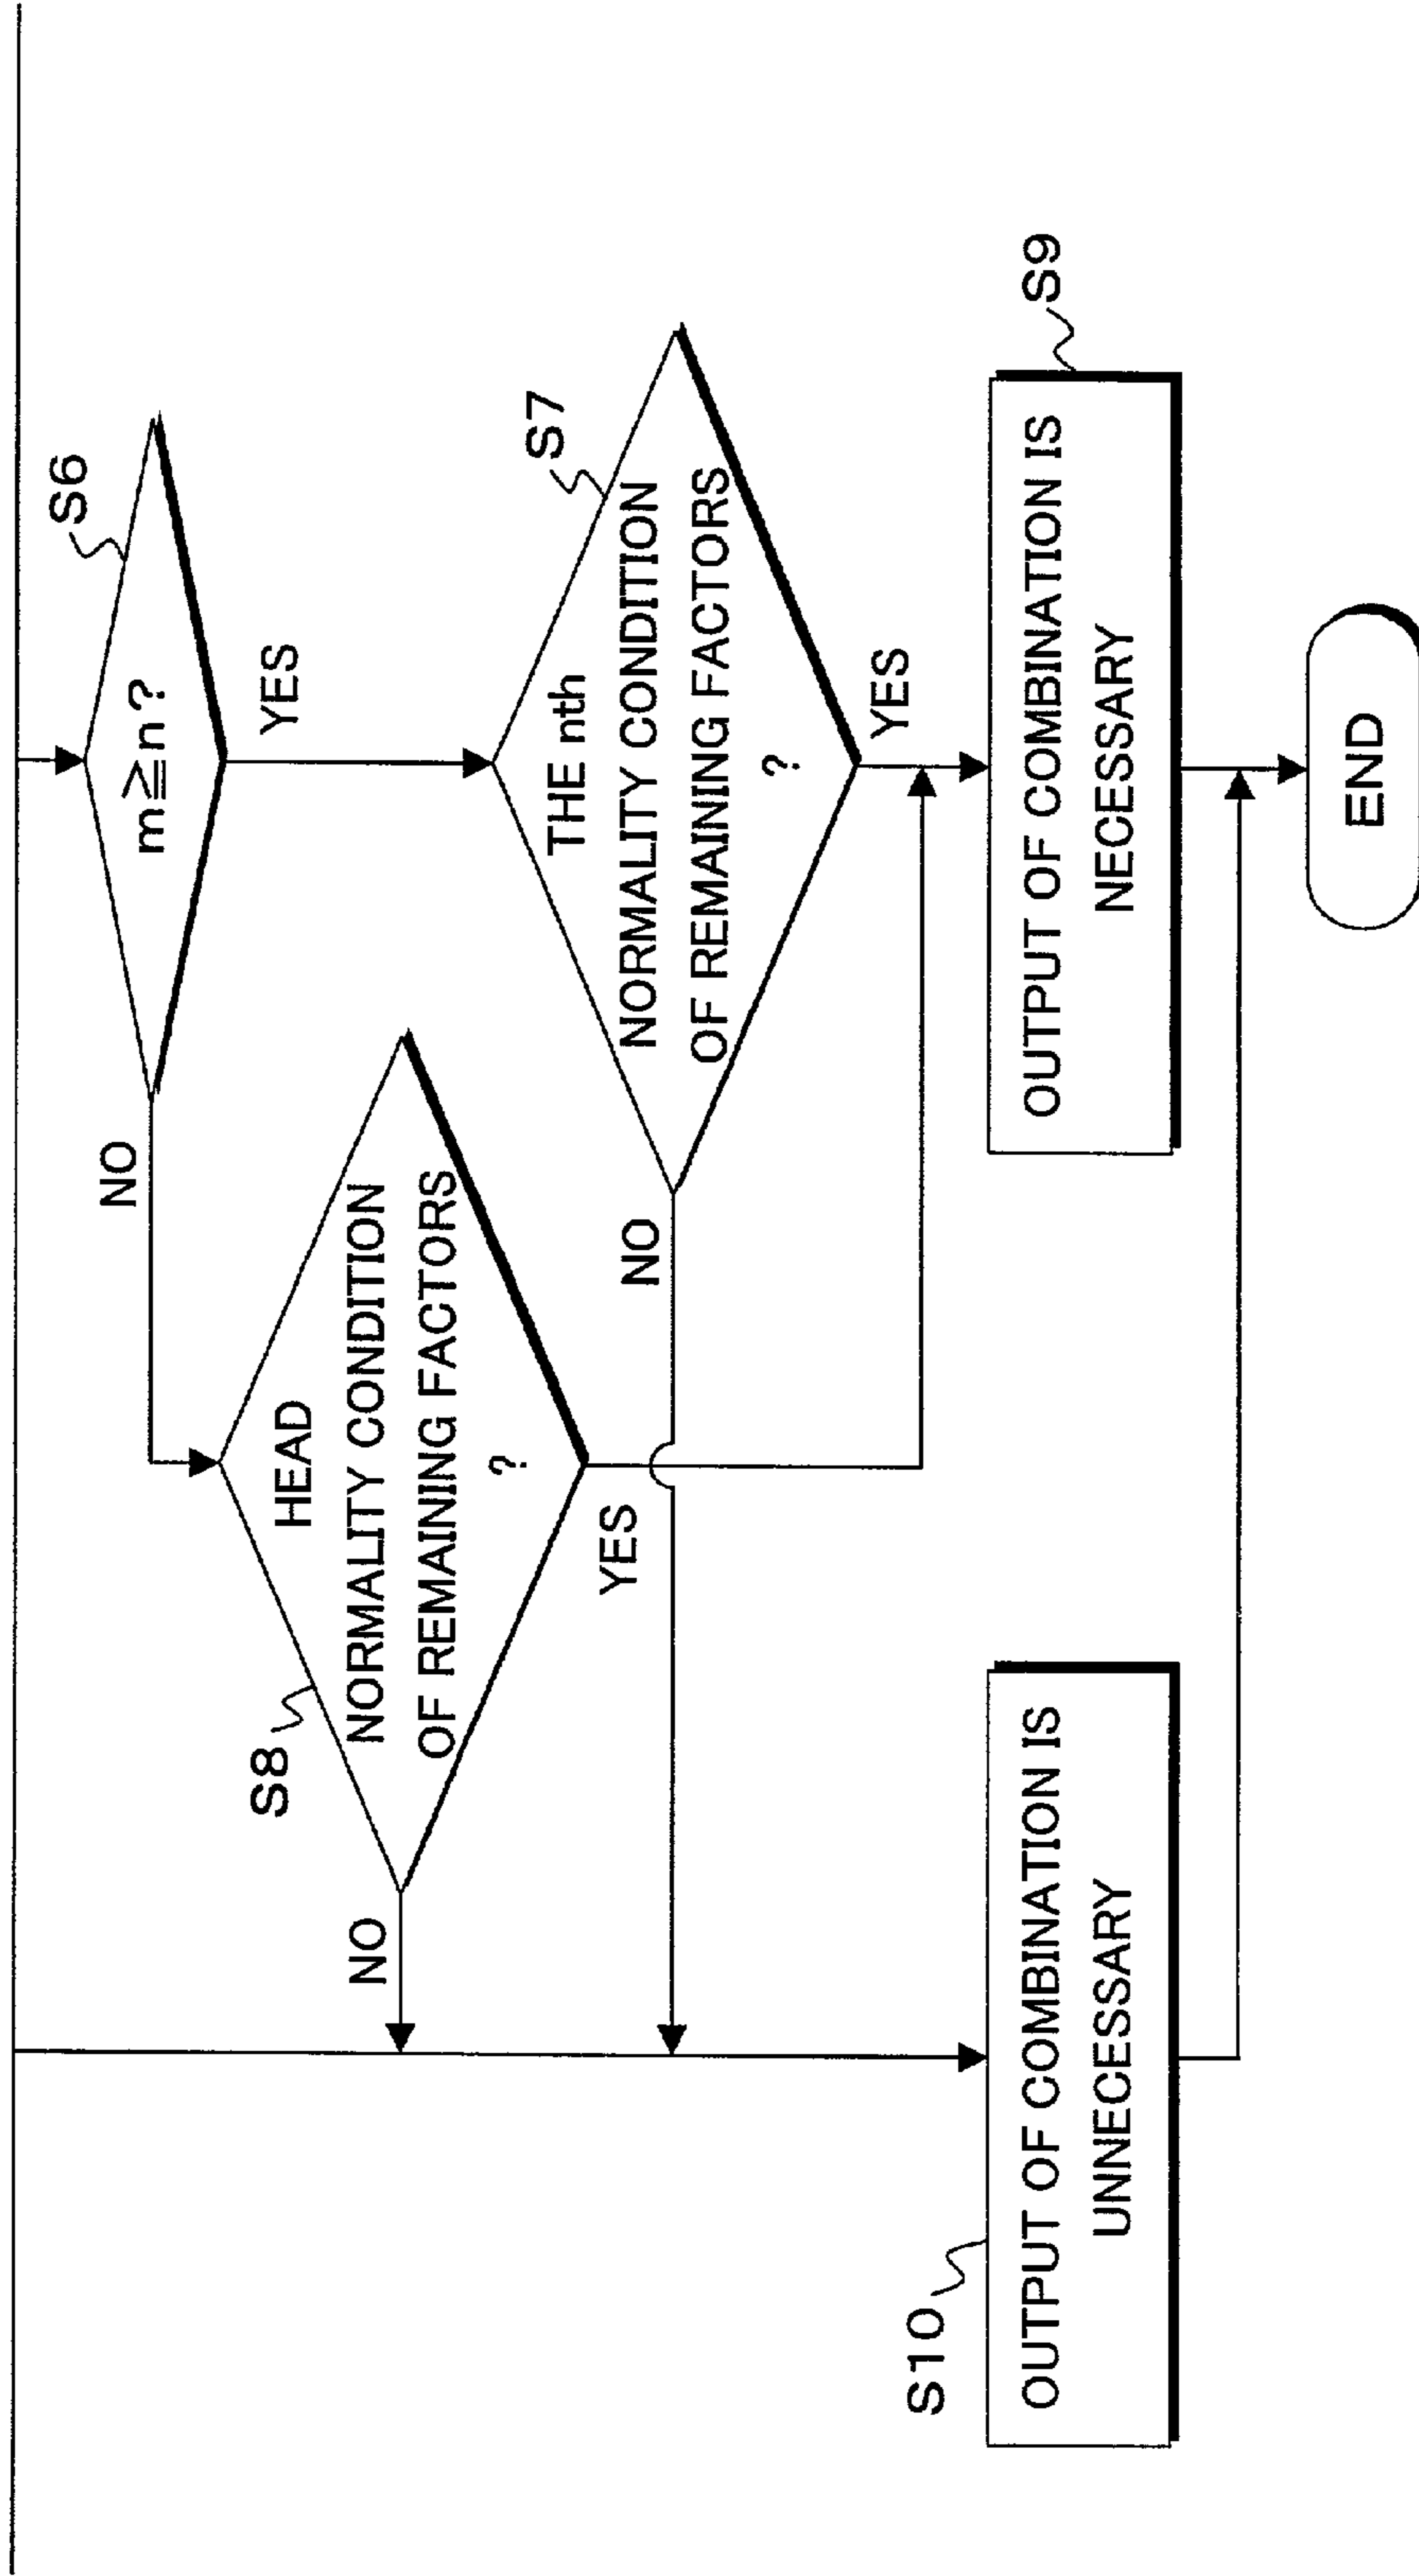 S6
m≧n?
NO
YES
S8
HEAD
NORMALITY CONDITION
OF REMAINING FACTORS
?
NO
YES
S7
THE nth
NORMALITY CONDITION
OF REMAINING FACTORS
?
NO
YES
S10
OUTPUT OF COMBINATION IS
UNNECESSARY
S9
OUTPUT OF COMBINATION IS
NECESSARY
END